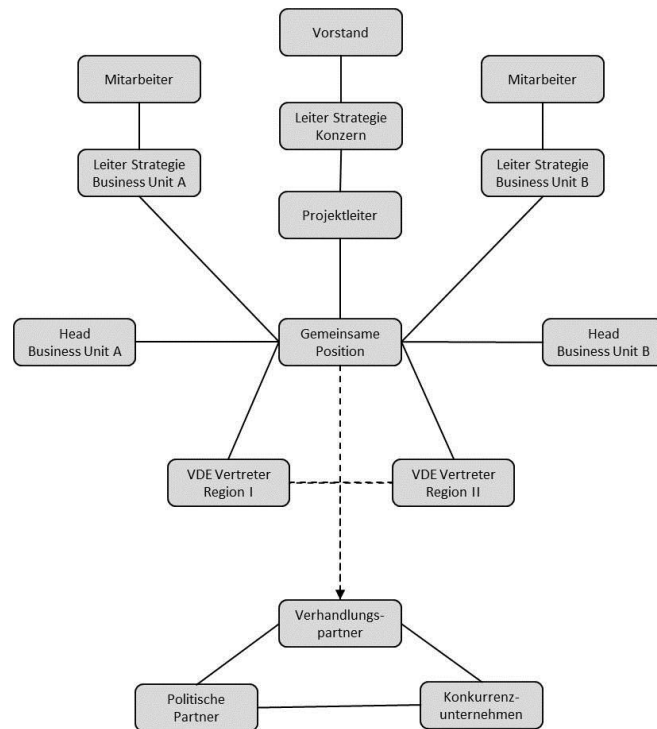 Vorstand
Mitarbeiter
Mitarbeiter
Leiter Strategie
Konzern
Leiter Strategie
Business Unit A
Leiter Strategie
Business Unit B
Projektleiter
Head
Business Unit A
Gemeinsame
Position
Head
Business Unit B
VDE Vertreter
Region I
VDE Vertreter
Region II
Verhandlungs-
partner
Politische
Partner
Konkurrenz-
unternehmen